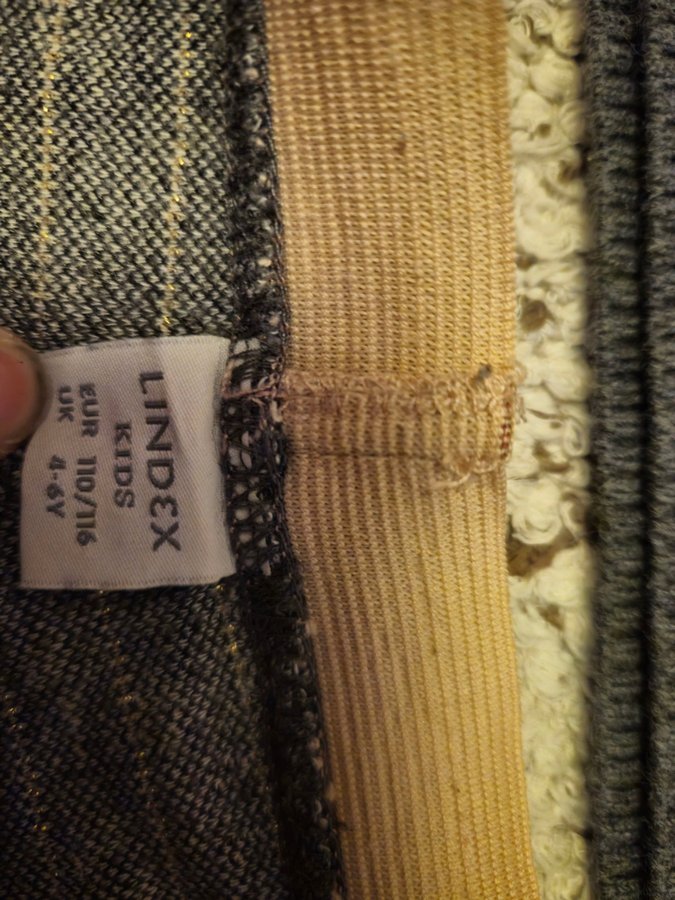 LINDEX
KIDS
EUR 110/116
UK 4-6Y